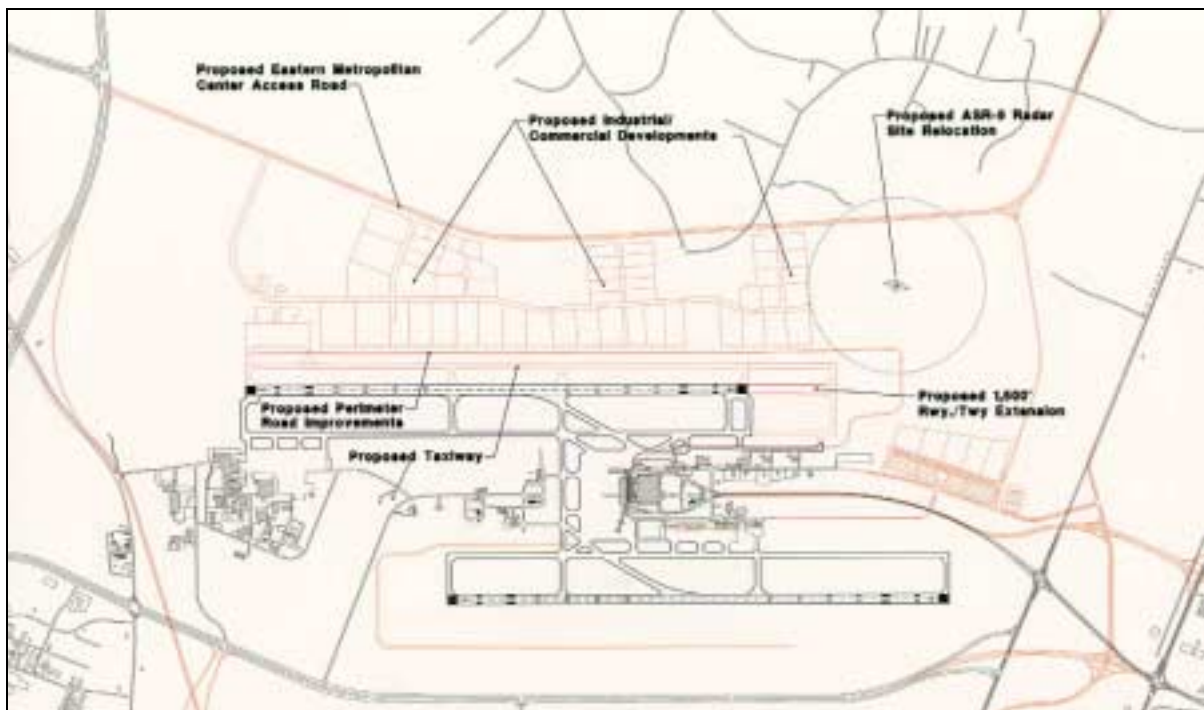 Proposed Eastern Metropolitan
Center Access Road
Proposed Industrial/
Commercial Developments
Proposed ASR-9 Radar
Site Relocation
Proposed 1,500'
Rwy./Twy Extension
Proposed Perimeter
Road Improvements
Proposed Taxiway